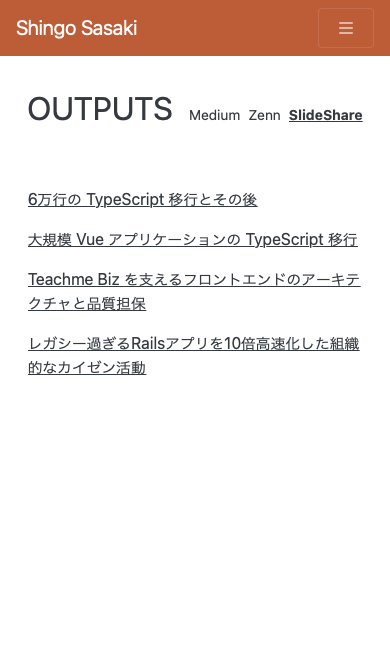 Shingo Sasaki
OUTPUTS Medium Zenn SlideShare
6万行の TypeScript 移行とその後
大規模 Vue アプリケーションの TypeScript 移行
Teachme Biz を支えるフロントエンドのアーキテ
クチャと品質担保
レガシー過ぎるRailsアプリを10倍高速化した組織
的なカイゼン活動